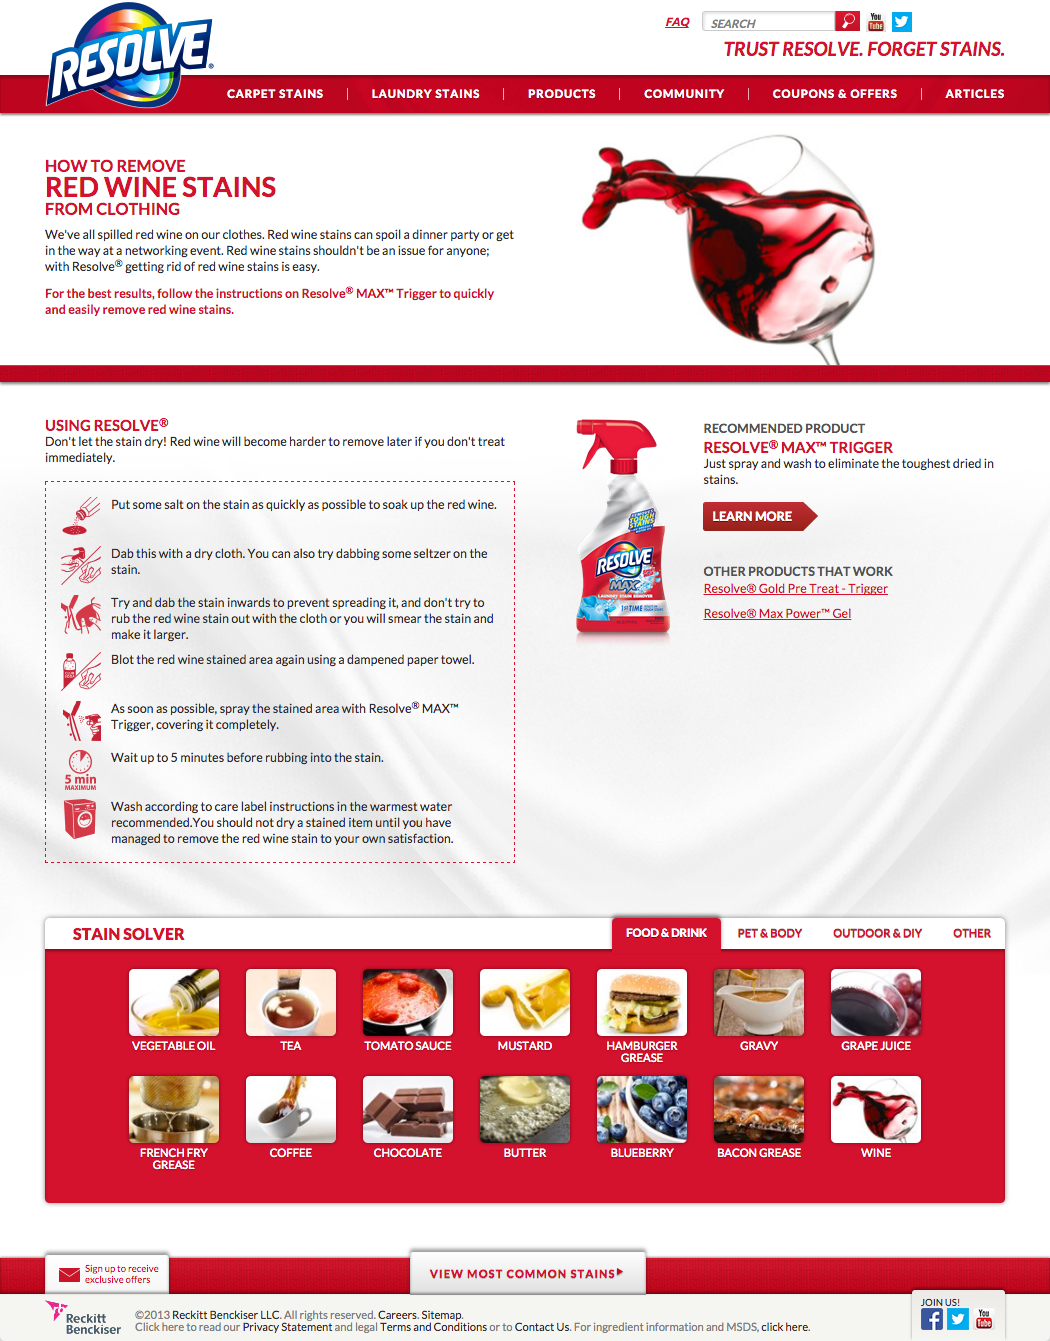 RESOLVE®
FAQ
SEARCH
You Tube
TRUST RESOLVE. FORGET STAINS.
CARPET STAINS
LAUNDRY STAINS
PRODUCTS
COMMUNITY
COUPONS & OFFERS
ARTICLES
HOW TO REMOVE
RED WINE STAINS
FROM CLOTHING
We've all spilled red wine on our clothes. Red wine stains can spoil a dinner party or get
in the way at a networking event. Red wine stains shouldn't be an issue for anyone;
with Resolve® getting rid of red wine stains is easy.
For the best results, follow the instructions on Resolve® MAX™ Trigger to quickly
and easily remove red wine stains.
USING RESOLVE®
Don't let the stain dry! Red wine will become harder to remove later if you don't treat
immediately.
Put some salt on the stain as quickly as possible to soak up the red wine.
Dab this with a dry cloth. You can also try dabbing some seltzer on the
stain.
Try and dab the stain inwards to prevent spreading it, and don't try to
rub the red wine stain out with the cloth or you will smear the stain and
make it larger.
Blot the red wine stained area again using a dampened paper towel.
As soon as possible, spray the stained area with Resolve® MAX™
Trigger, covering it completely.
5 min
MAXIMUM
Wait up to 5 minutes before rubbing into the stain.
Wash according to care label instructions in the warmest water
recommended.You should not dry a stained item until you have
managed to remove the red wine stain to your own satisfaction.
RESOLVE
MAX
LAUNDRY STAIN REMOVER
1ST TIME
RECOMMENDED PRODUCT
RESOLVE® MAX™ TRIGGER
Just spray and wash to eliminate the toughest dried in
stains.
LEARN MORE
OTHER PRODUCTS THAT WORK
Resolve® Gold Pre Treat - Trigger
Resolve® Max Power™ Gel
STAIN SOLVER
FOOD & DRINK
PET & BODY
OUTDOOR & DIY
OTHER
VEGETABLE OIL
TEA
TOMATO SAUCE
MUSTARD
HAMBURGER
GREASE
GRAVY
GRAPE JUICE
FRENCH FRY
GREASE
COFFEE
CHOCOLATE
BUTTER
BLUEBERRY
BACON GREASE
WINE
Sign up to receive
exclusive offers
VIEW MOST COMMON STAINS
Reckitt
Benckiser
©2013 Reckitt Benckiser LLC. All rights reserved. Careers. Sitemap.
Click here to read our Privacy Statement and legal Terms and Conditions or to Contact Us. For ingredient information and MSDS, click here.
JOIN US!
You Tube